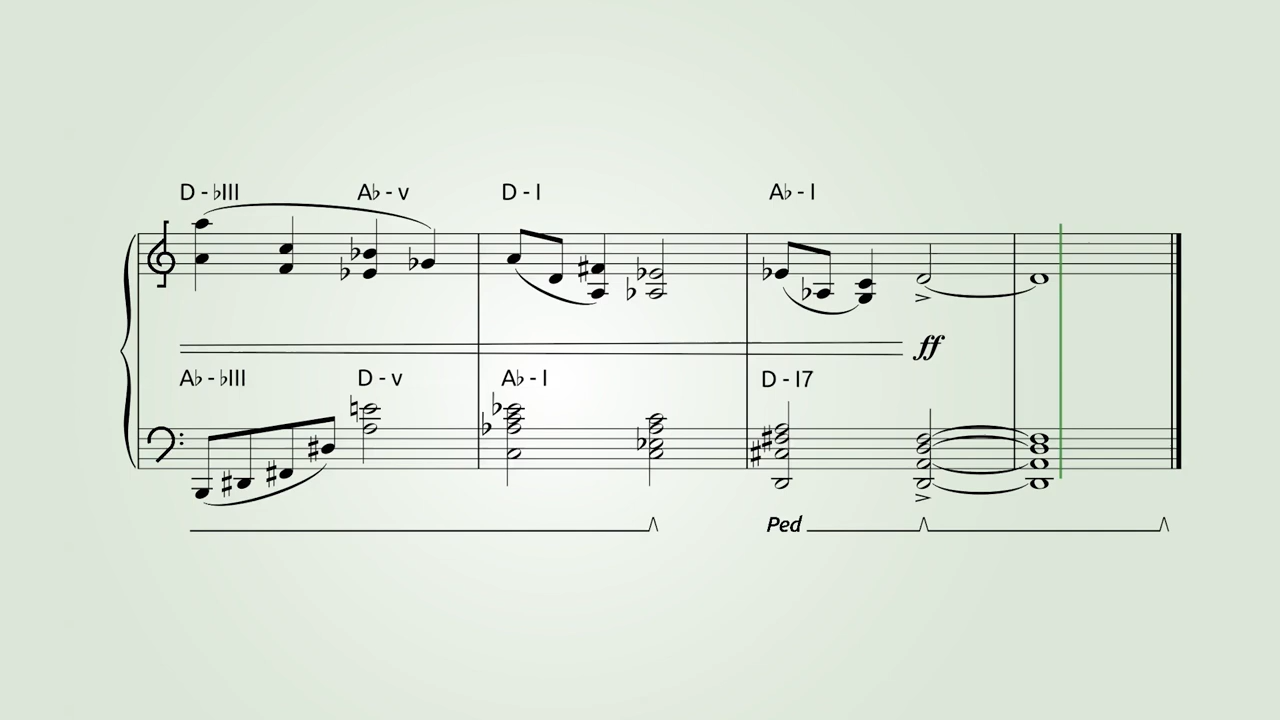 D - ♭III A♭ - v D - I A♭ - I
ff
A♭ - ♭III D - v A♭ - I D - I7
Ped